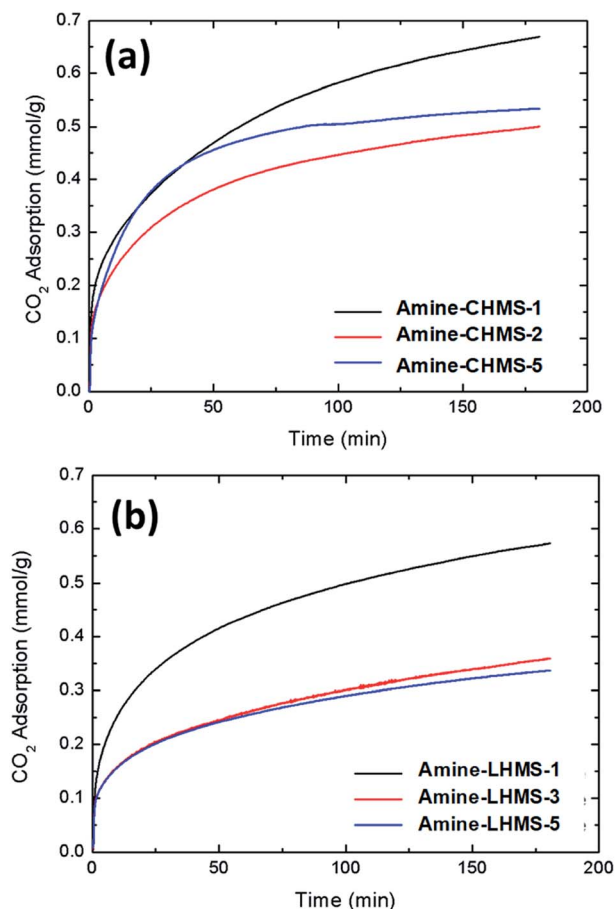 (a)
0.7
0.6
0.5
0.4
0.3
0.2
0.1
0.0
CO2 Adsorption (mmol/g)
Amine-CHMS-1
Amine-CHMS-2
Amine-CHMS-5
0 50 100 150 200
Time (min)
(b)
0.7
0.6
0.5
0.4
0.3
0.2
0.1
0.0
CO2 Adsorption (mmol/g)
Amine-LHMS-1
Amine-LHMS-3
Amine-LHMS-5
0 50 100 150 200
Time (min)